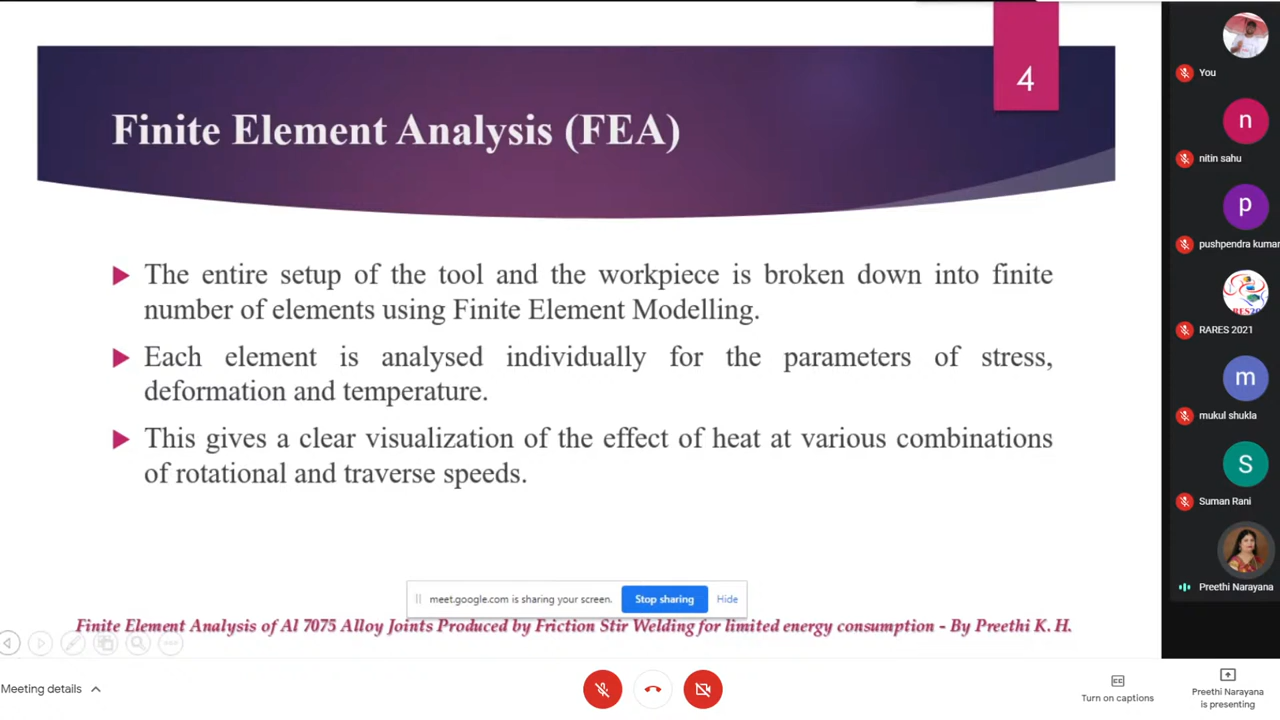 4
Finite Element Analysis (FEA)
The entire setup of the tool and the workpiece is broken down into finite
number of elements using Finite Element Modelling.
Each element is analysed individually for the parameters of stress,
deformation and temperature.
This gives a clear visualization of the effect of heat at various combinations
of rotational and traverse speeds.
meet.google.com is sharing your screen.
Stop sharing
Hide
Finite Element Analysis of Al 7075 Alloy Joints Produced by Friction Stir Welding for limited energy consumption - By Preethi K. H.
You
n
nitin sahu
p
pushpendra kumar
RARES 2021
m
mukul shukla
S
Suman Rani
Preethi Narayana
Meeting details
CC
Turn on captions
Preethi Narayana
is presenting